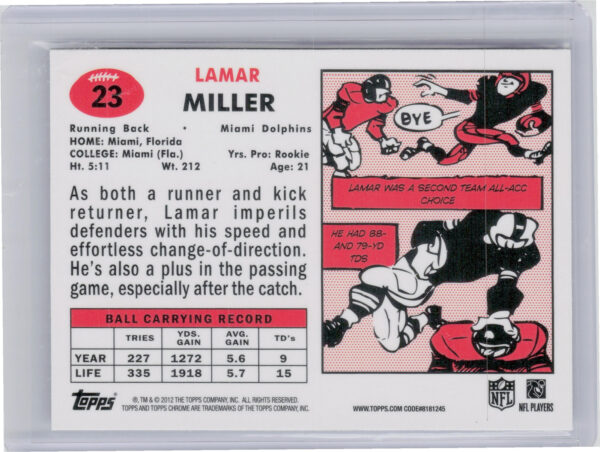 23
LAMAR
MILLER
Running Back • Miami Dolphins
HOME: Miami, Florida
COLLEGE: Miami (Fla.) Yrs. Pro: Rookie
Ht. 5:11 Wt. 212 Age: 21
As both a runner and kick
returner, Lamar imperils
defenders with his speed and
effortless change-of-direction.
He's also a plus in the passing
game, especially after the catch.
BALL CARRYING RECORD
TRIES YDS. GAIN AVG. GAIN TD's
YEAR 227 1272 5.6 9
LIFE 335 1918 5.7 15
Topps
®, TM & © 2012 THE TOPPS COMPANY, INC. ALL RIGHTS RESERVED.
TOPPS AND TOPPS CHROME ARE TRADEMARKS OF THE TOPPS COMPANY, INC.
BYE
LAMAR WAS A SECOND TEAM ALL-ACC
CHOICE
HE HAD 88-
AND 79-YD
TDS
WWW.TOPPS.COM CODE#8181245
NFL
NFL PLAYERS